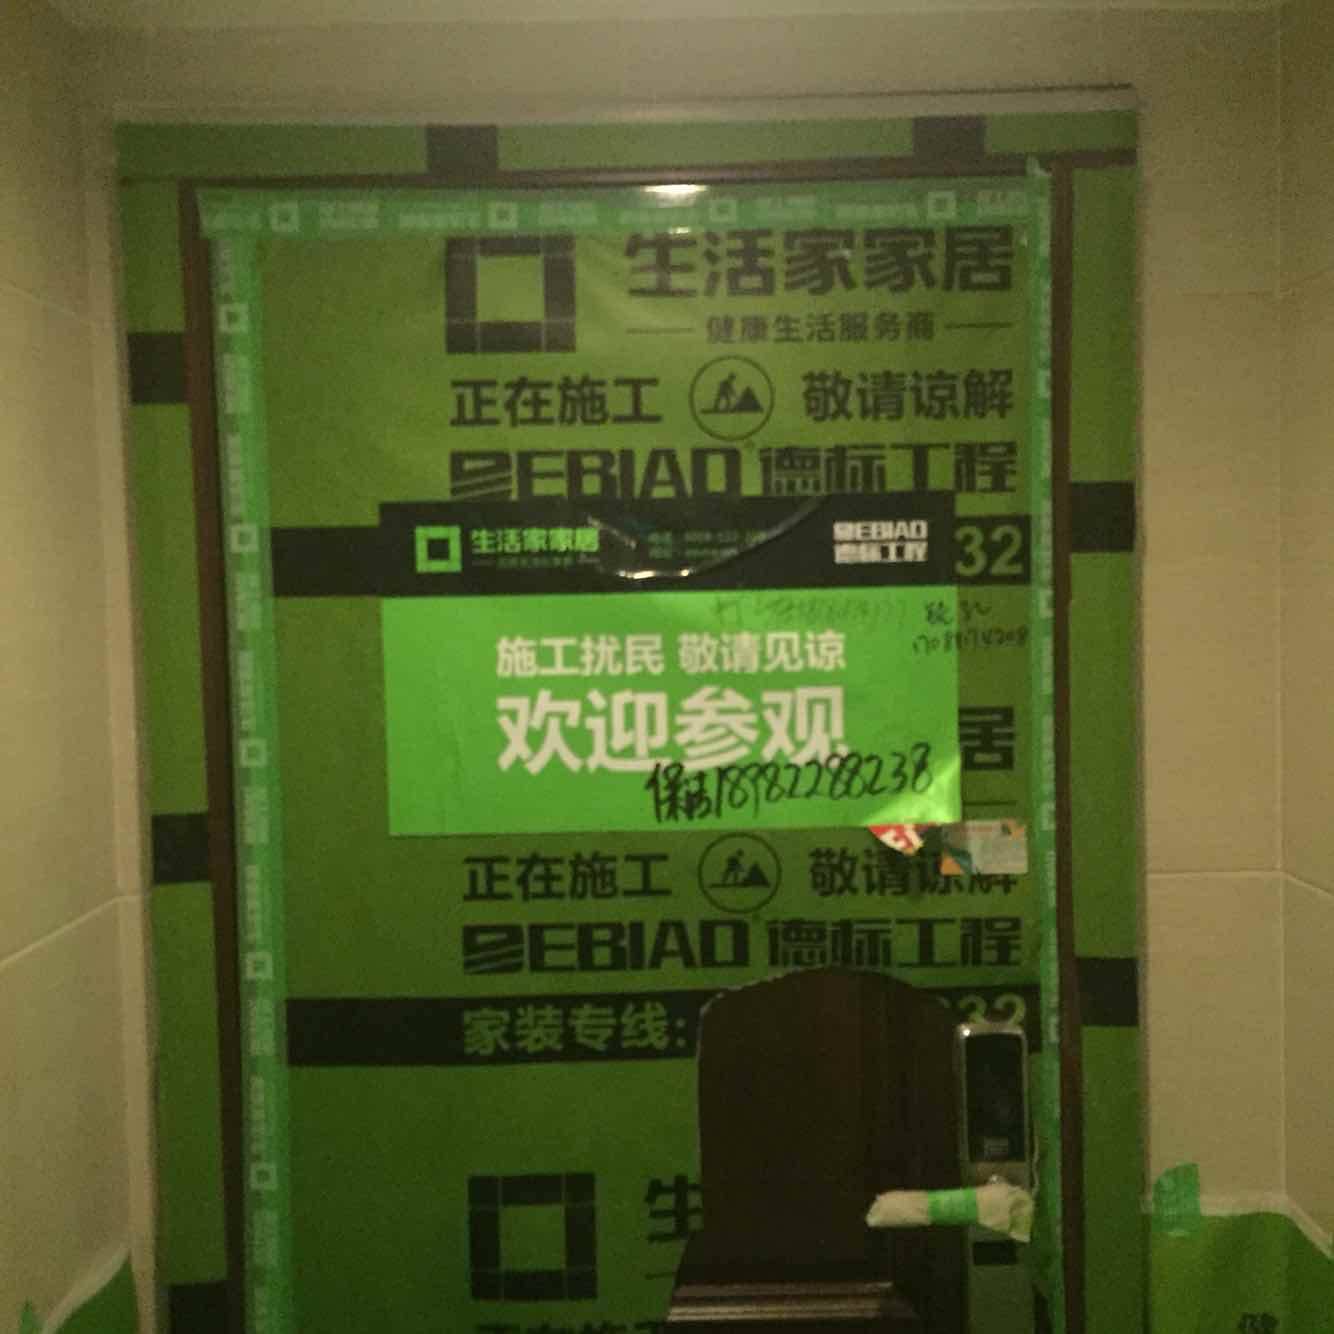 生活家家居
健康生活服务商
正在施工 敬请谅解
DEBIAO 德标工程
生活家家居
DEBIAO
德标工程
32
施工扰民 敬请见谅
欢迎参观
保洁18982288238
居
正在施工 敬请谅解
DEBIAO 德标工程
家装专线: 332
生
健